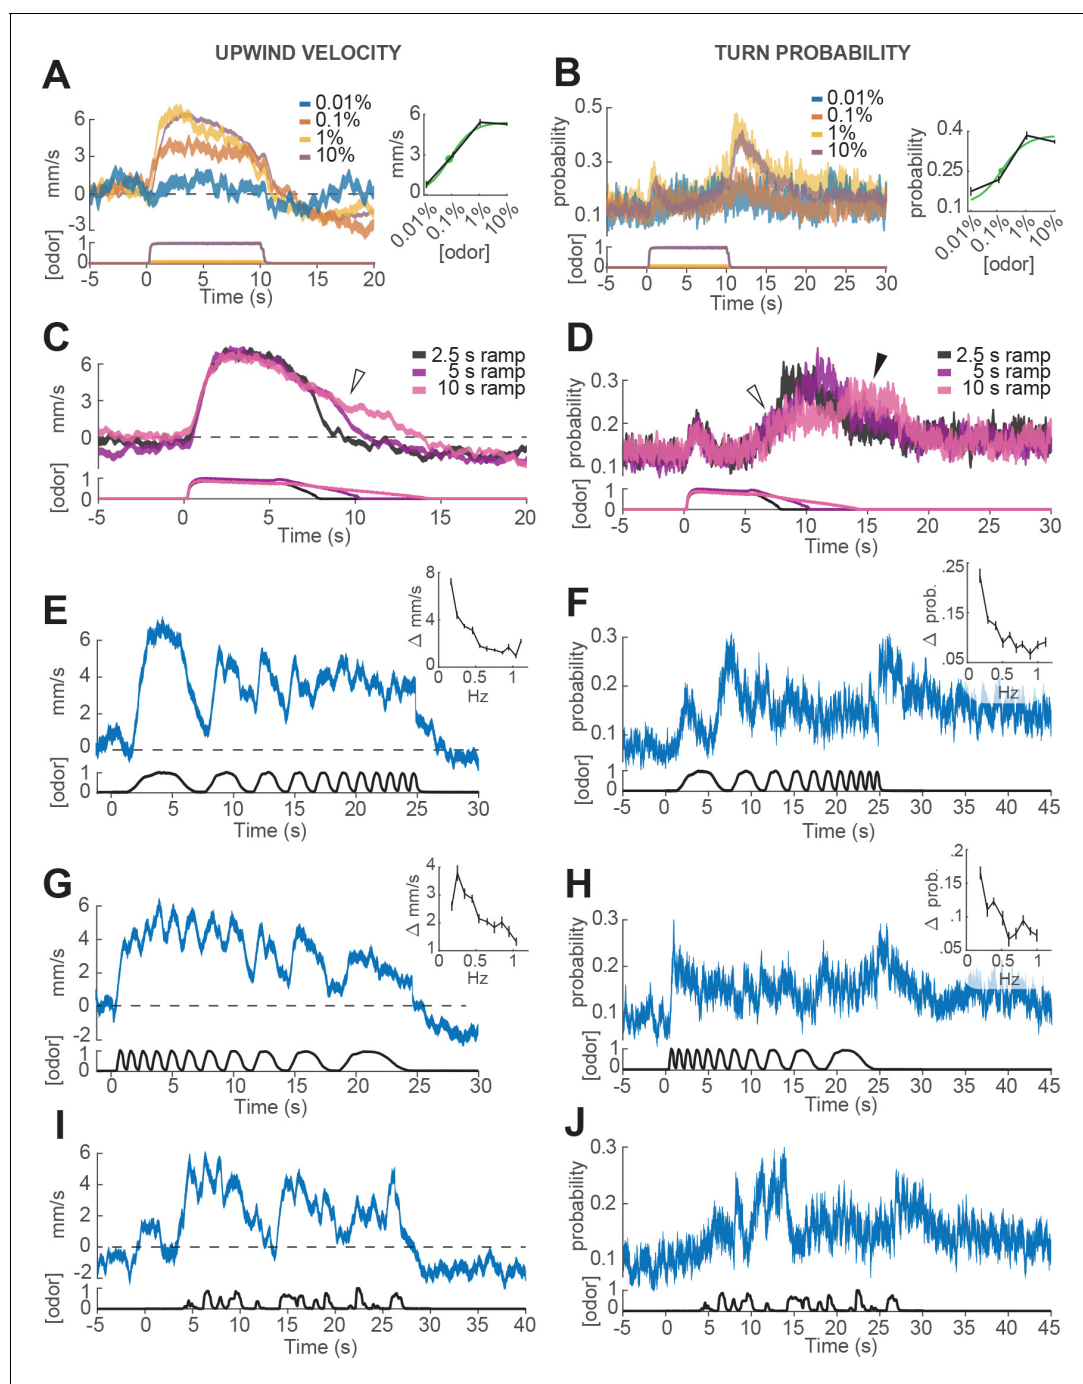 UPWIND VELOCITY
TURN PROBABILITY
A
6
3
0
-3
mm/s
0.01%
0.1%
1%
10%
6
4
2
0
mm/s
0.01%
0.1%
1%
10%
[odor]
1
0
[odor]
-5 0 5 10 15 20
Time (s)
B
0.5
0.3
0.1
probability
0.01%
0.1%
1%
10%
0.4
0.25
0.1
probability
0.01%
0.1%
1%
10%
[odor]
1
0
[odor]
-5 0 5 10 15 20 25 30
Time (s)
C
6
3
0
mm/s
2.5 s ramp
5 s ramp
10 s ramp
1
0
[odor]
-5 0 5 10 15 20
Time (s)
D
0.3
0.2
0.1
probability
2.5 s ramp
5 s ramp
10 s ramp
1
0
[odor]
-5 0 5 10 15 20 25 30
Time (s)
E
6
4
2
0
mm/s
8
4
0
Δ mm/s
0 0.5 1
Hz
1
0
[odor]
0 5 10 15 20 25 30
Time (s)
F
0.3
0.2
0.1
probability
.25
.15
.05
Δ prob.
0 0.5 1
Hz
1
0
[odor]
-5 0 5 10 15 20 25 30 35 40 45
Time (s)
G
6
4
2
0
-2
mm/s
4
3
2
1
Δ mm/s
0 0.5 1
Hz
1
0
[odor]
0 5 10 15 20 25 30
Time (s)
H
0.3
0.2
0.1
probability
.2
.1
.05
Δ prob.
0 0.5 1
Hz
1
0
[odor]
-5 0 5 10 15 20 25 30 35 40 45
Time (s)
I
6
4
2
0
-2
mm/s
1
0
[odor]
-5 0 5 10 15 20 25 30 35 40
Time (s)
J
0.3
0.2
0.1
probability
1
0
[odor]
-5 0 5 10 15 20 25 30 35 40 45
Time (s)